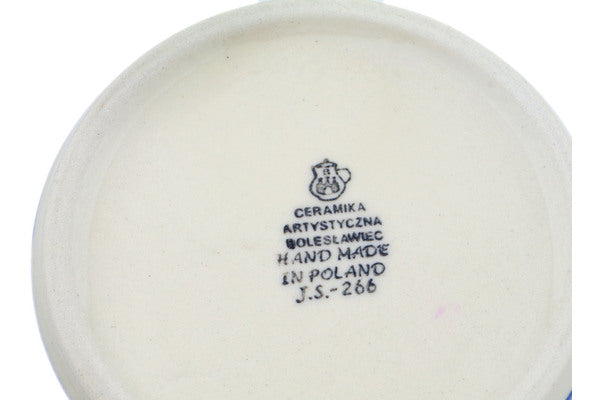 CERAMIKA
ARTYSTYCZNA
BOLESŁAWIEC
HAND MADE
IN POLAND
J.S.-266